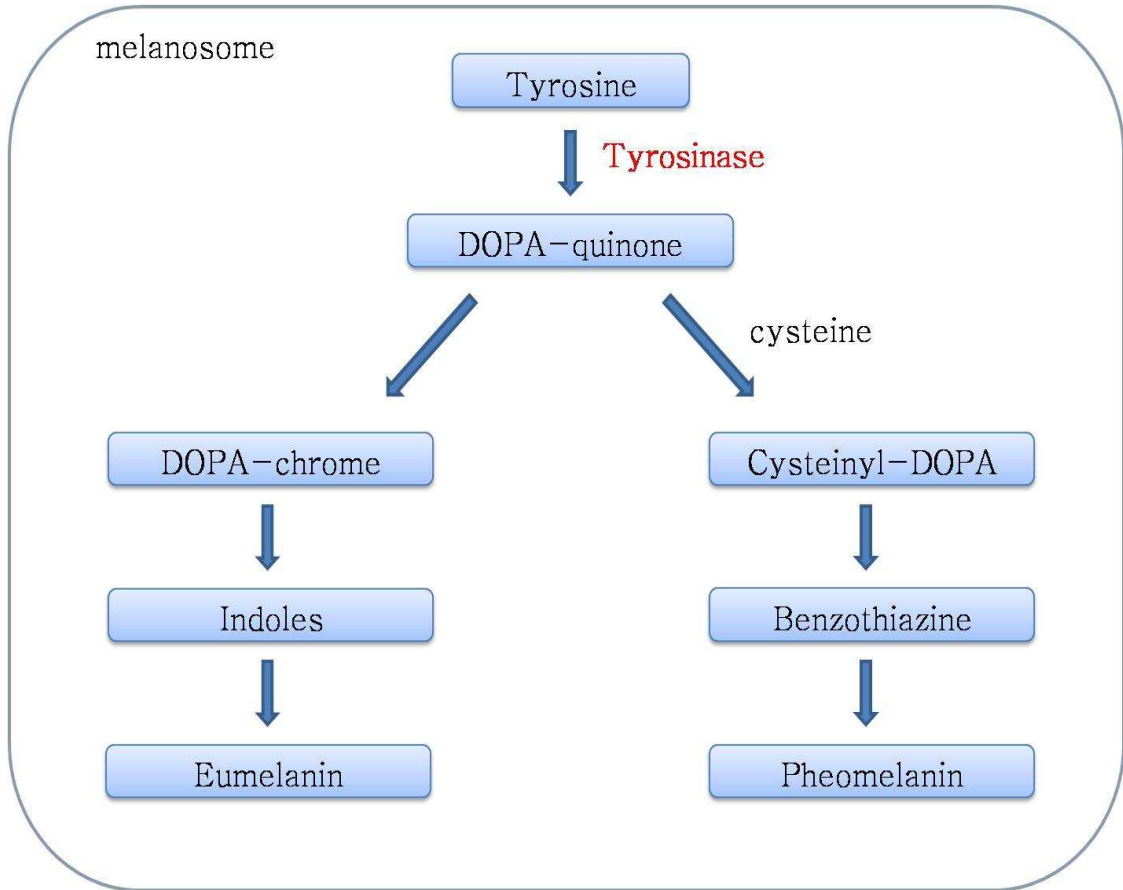 melanosome
Tyrosine
Tyrosinase
DOPA-quinone
cysteine
DOPA-chrome
Cysteinyl-DOPA
Indoles
Benzothiazine
Eumelanin
Pheomelanin